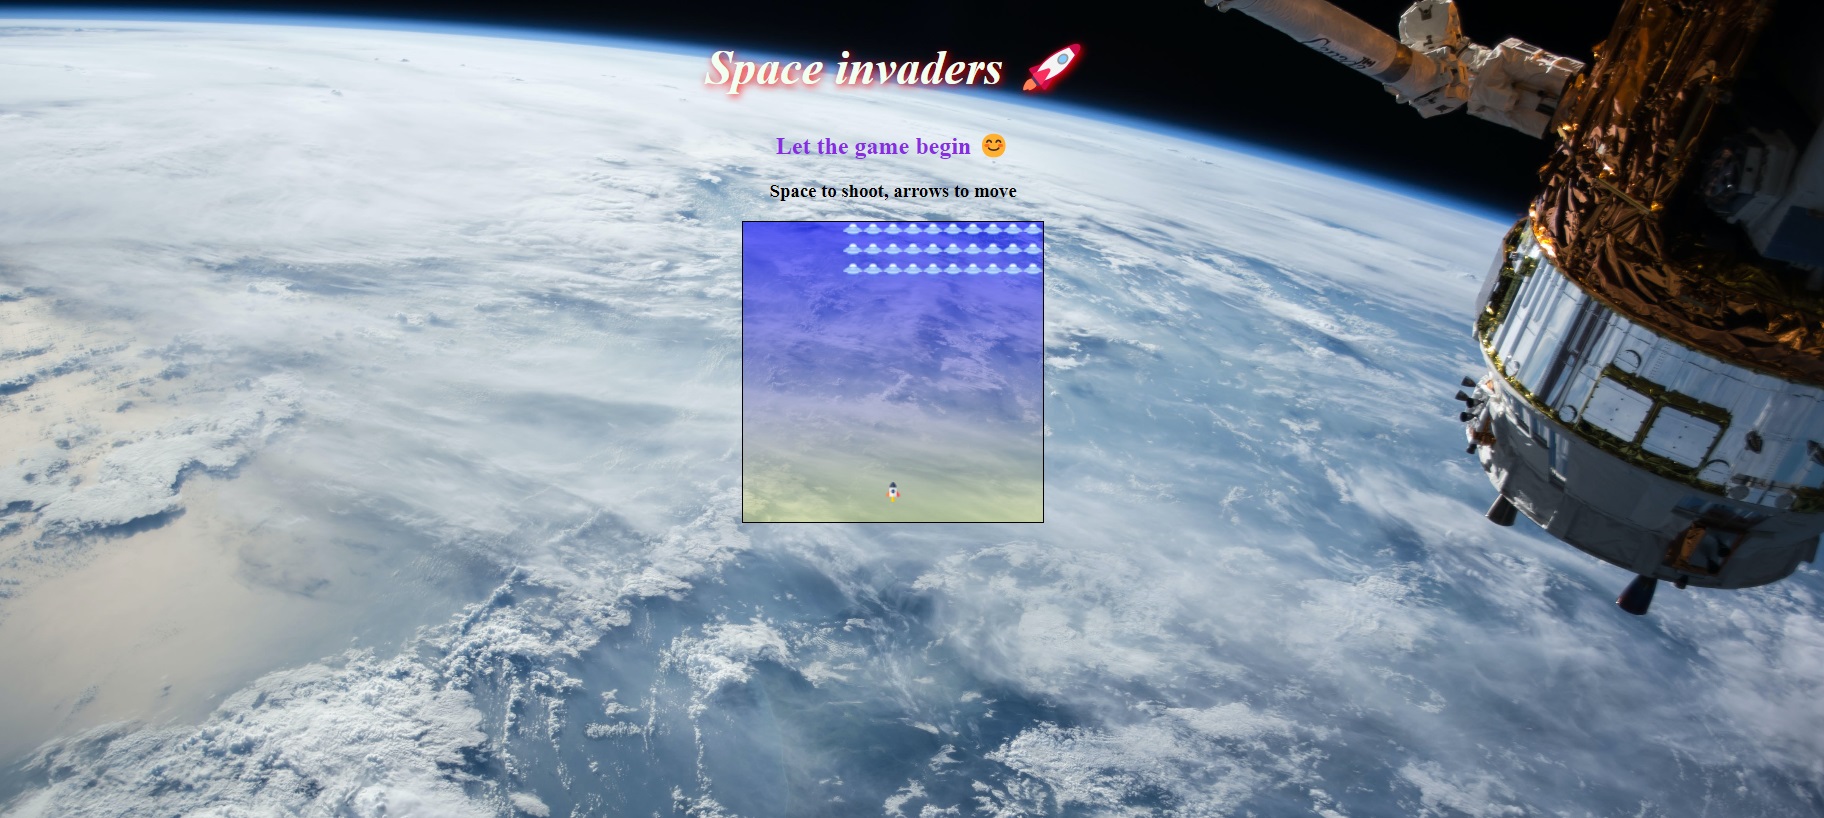 Space invaders 🚀
Let the game begin 😊
Space to shoot, arrows to move